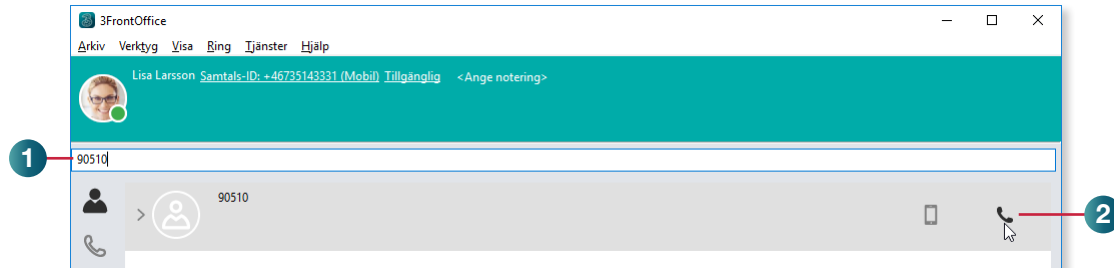 3FrontOffice
Arkiv Verktyg Visa Ring Tjänster Hjälp
Lisa Larsson Samtals-ID: +46735143331 (Mobil) Tillgänglig <Ange notering>
1
90510
90510
2